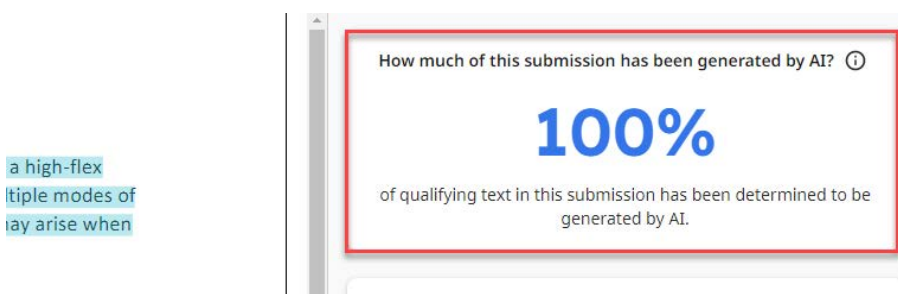 a high-flex
ltiple modes of
nay arise when
How much of this submission has been generated by AI?
100%
of qualifying text in this submission has been determined to be
generated by AI.